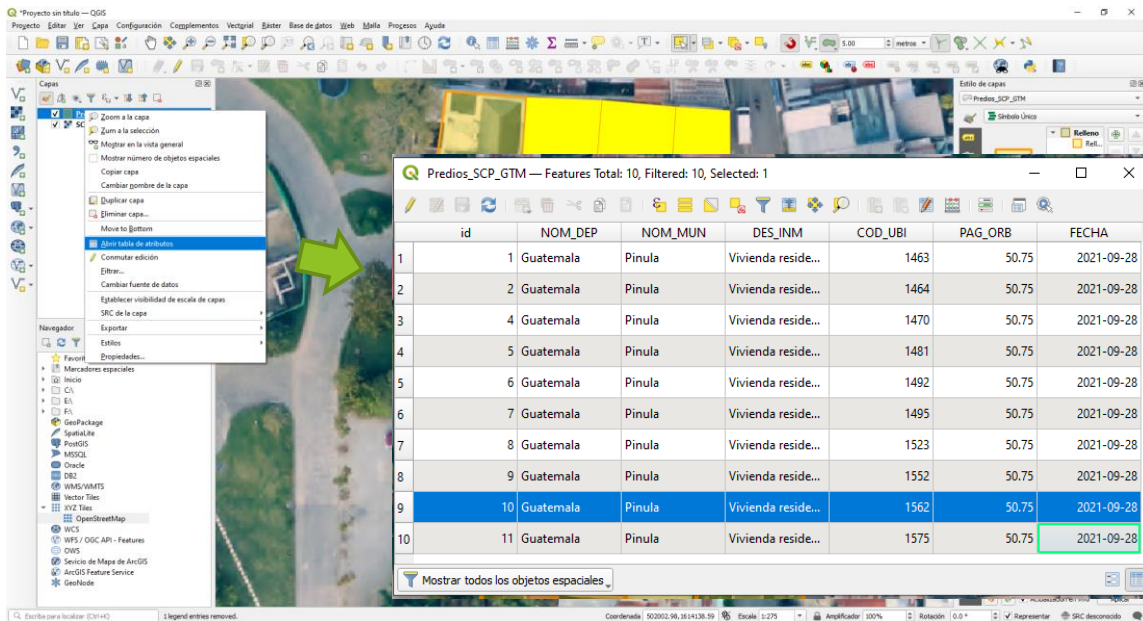 *Proyecto sin título — QGIS
Proyecto Editar Ver Capa Configuración Complementos Vectorial Ráster Base de datos Web Malla Procesos Ayuda
5.00 metros
Capas
SC
Zoom a la capa
Zum a la selección
Mostrar en la vista general
Mostrar número de objetos espaciales
Copiar capa
Cambiar nombre de la capa
Duplicar capa
Eliminar capa...
Move to Bottom
Abrir tabla de atributos
Conmutar edición
Filtrar...
Cambiar fuente de datos
Establecer visibilidad de escala de capas
SRC de la capa
Exportar
Estilos
Propiedades...
Navegador
Favorit
Marcadores espaciales
Inicio
C:\
E:\
F:\
GeoPackage
SpatiaLite
PostGIS
MSSQL
Oracle
DB2
WMS/WMTS
Vector Tiles
XYZ Tiles
OpenStreetMap
WCS
WFS / OGC API - Features
OWS
Servicio de Mapa de ArcGIS
ArcGIS Feature Service
GeoNode
Estilo de capas
Predios_SCP_GTM
Símbolo Único
Relleno
Rell...
Predios_SCP_GTM — Features Total: 10, Filtered: 10, Selected: 1
id NOM_DEP NOM_MUN DES_INM COD_UBI PAG_ORB FECHA
1 1 Guatemala Pinula Vivienda reside... 1463 50.75 2021-09-28
2 2 Guatemala Pinula Vivienda reside... 1464 50.75 2021-09-28
3 4 Guatemala Pinula Vivienda reside... 1470 50.75 2021-09-28
4 5 Guatemala Pinula Vivienda reside... 1481 50.75 2021-09-28
5 6 Guatemala Pinula Vivienda reside... 1492 50.75 2021-09-28
6 7 Guatemala Pinula Vivienda reside... 1495 50.75 2021-09-28
7 8 Guatemala Pinula Vivienda reside... 1523 50.75 2021-09-28
8 9 Guatemala Pinula Vivienda reside... 1552 50.75 2021-09-28
9 10 Guatemala Pinula Vivienda reside... 1562 50.75 2021-09-28
10 11 Guatemala Pinula Vivienda reside... 1575 50.75 2021-09-28
Mostrar todos los objetos espaciales
Escriba para localizar (Ctrl+K) 1 legend entries removed. Coordenada 502002.98,1614138.59 Escala 1:275 Amplificador 100% Rotación 0.0 ° Representar SRC desconocido